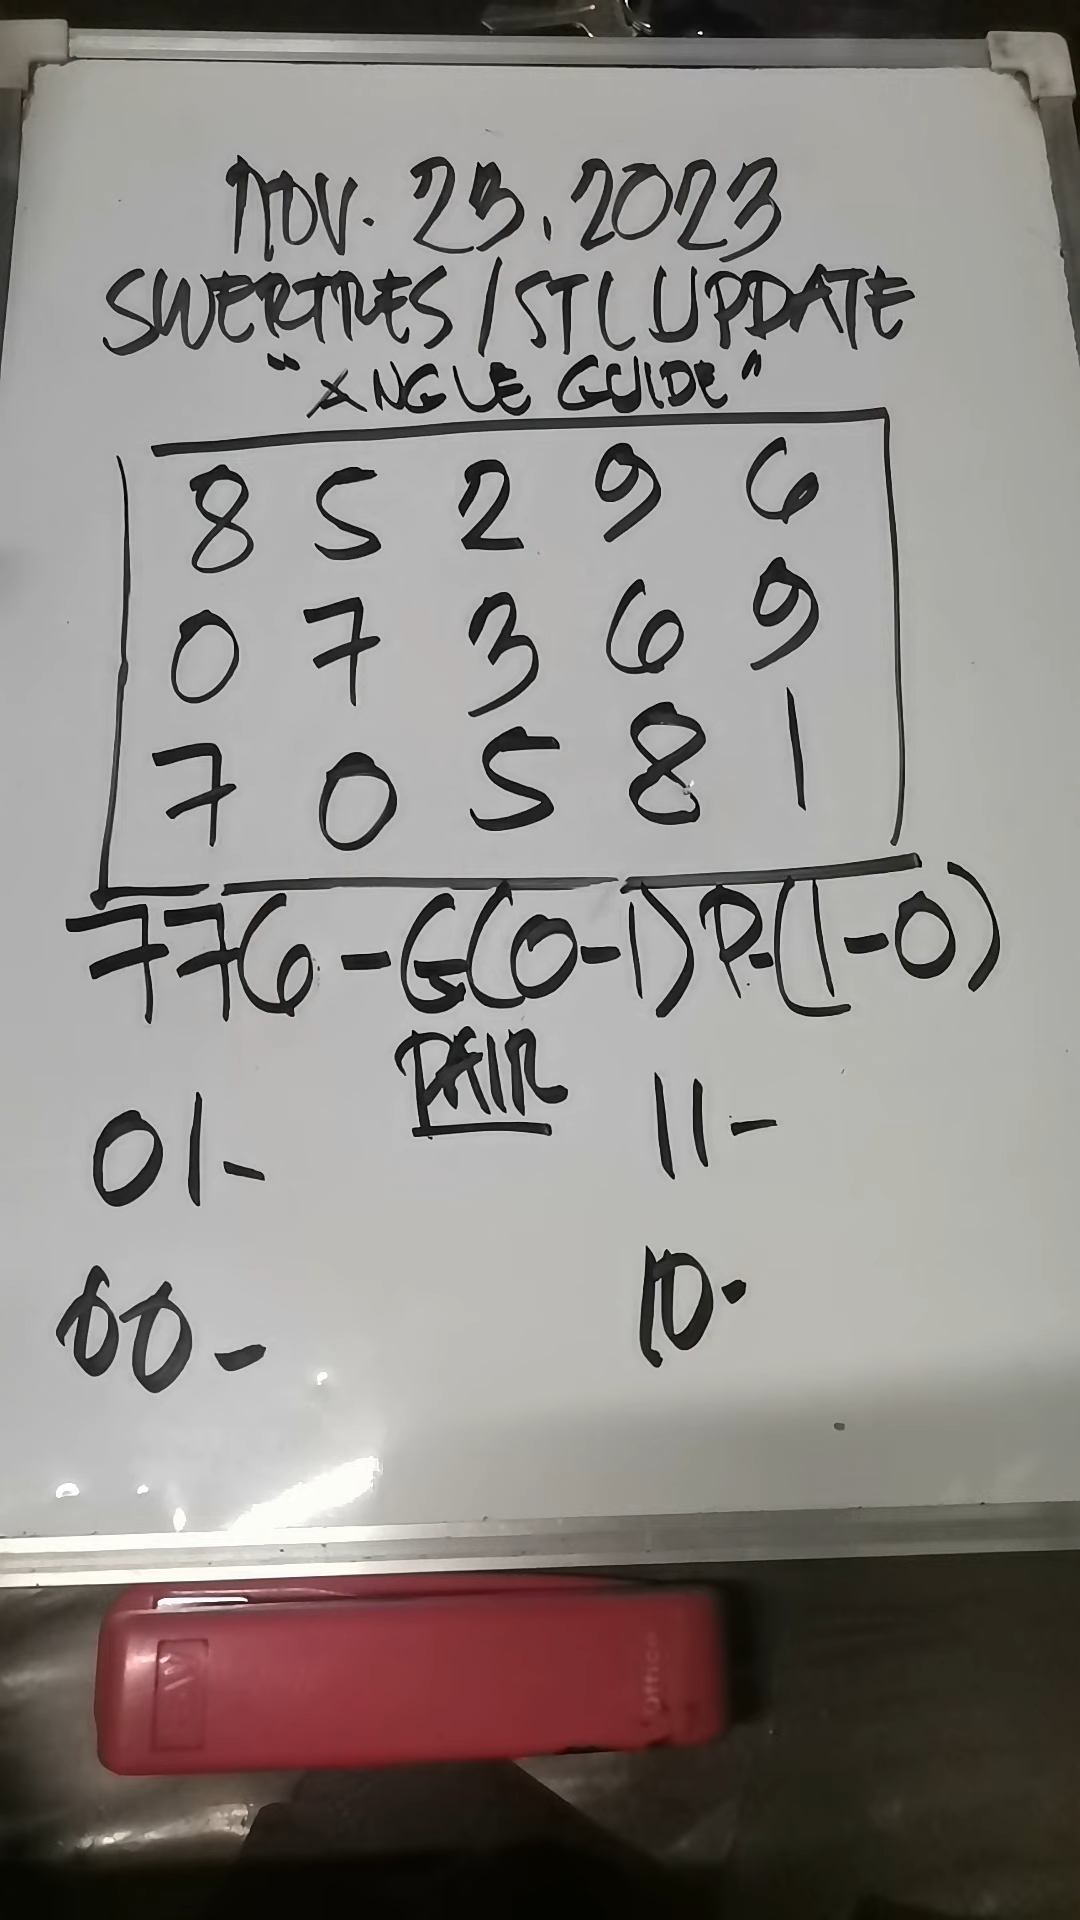 NOV. 23, 2023
SWERTRES / STL UPDATE
"ANGLE GUIDE"
8 5 2 9 6
0 7 3 6 9
7 0 5 8 1
776-G(0-1)P-(1-0)
PAIR
01- 11-
00- 10-
Office